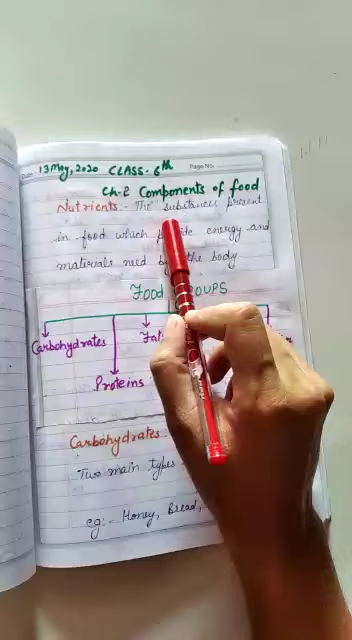 13 May, 2020 CLASS - 6th Page No.
Ch-2 Components of food
Nutrients - The substances present
in food which energy and
materials need the body
Food
Carbohydrates
Proteins
Carbohydrates
Two main types
eg:- Honey, Bread,